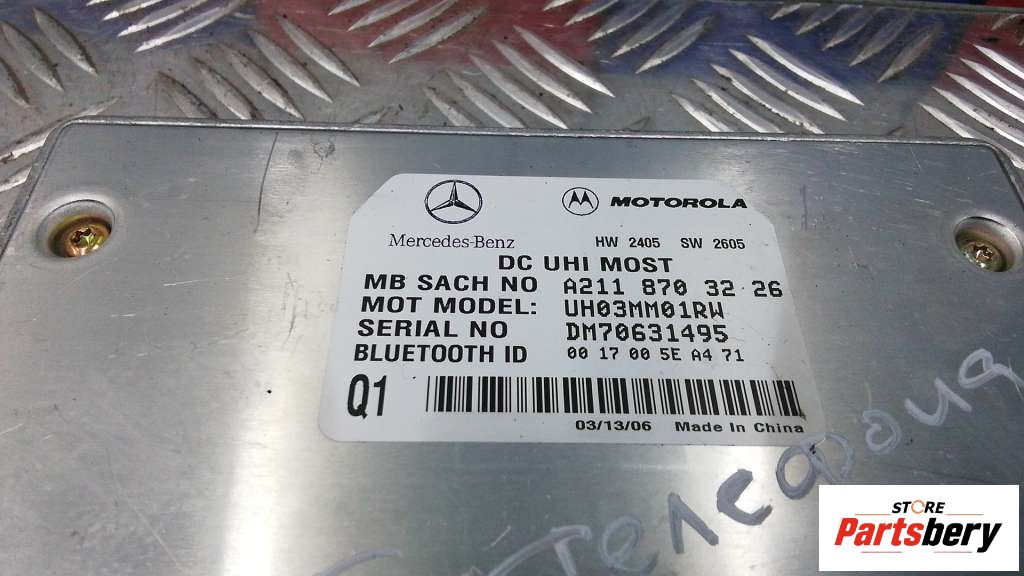 MOTOROLA
Mercedes-Benz HW 2405 SW 2605
DC UHI MOST
MB SACH NO A211 870 32 26
MOT MODEL: UH03MM01RW
SERIAL NO DM70631495
BLUETOOTH ID 00 17 00 5E A4 71
Q1
03/13/06 Made In China
STORE
Partsbery